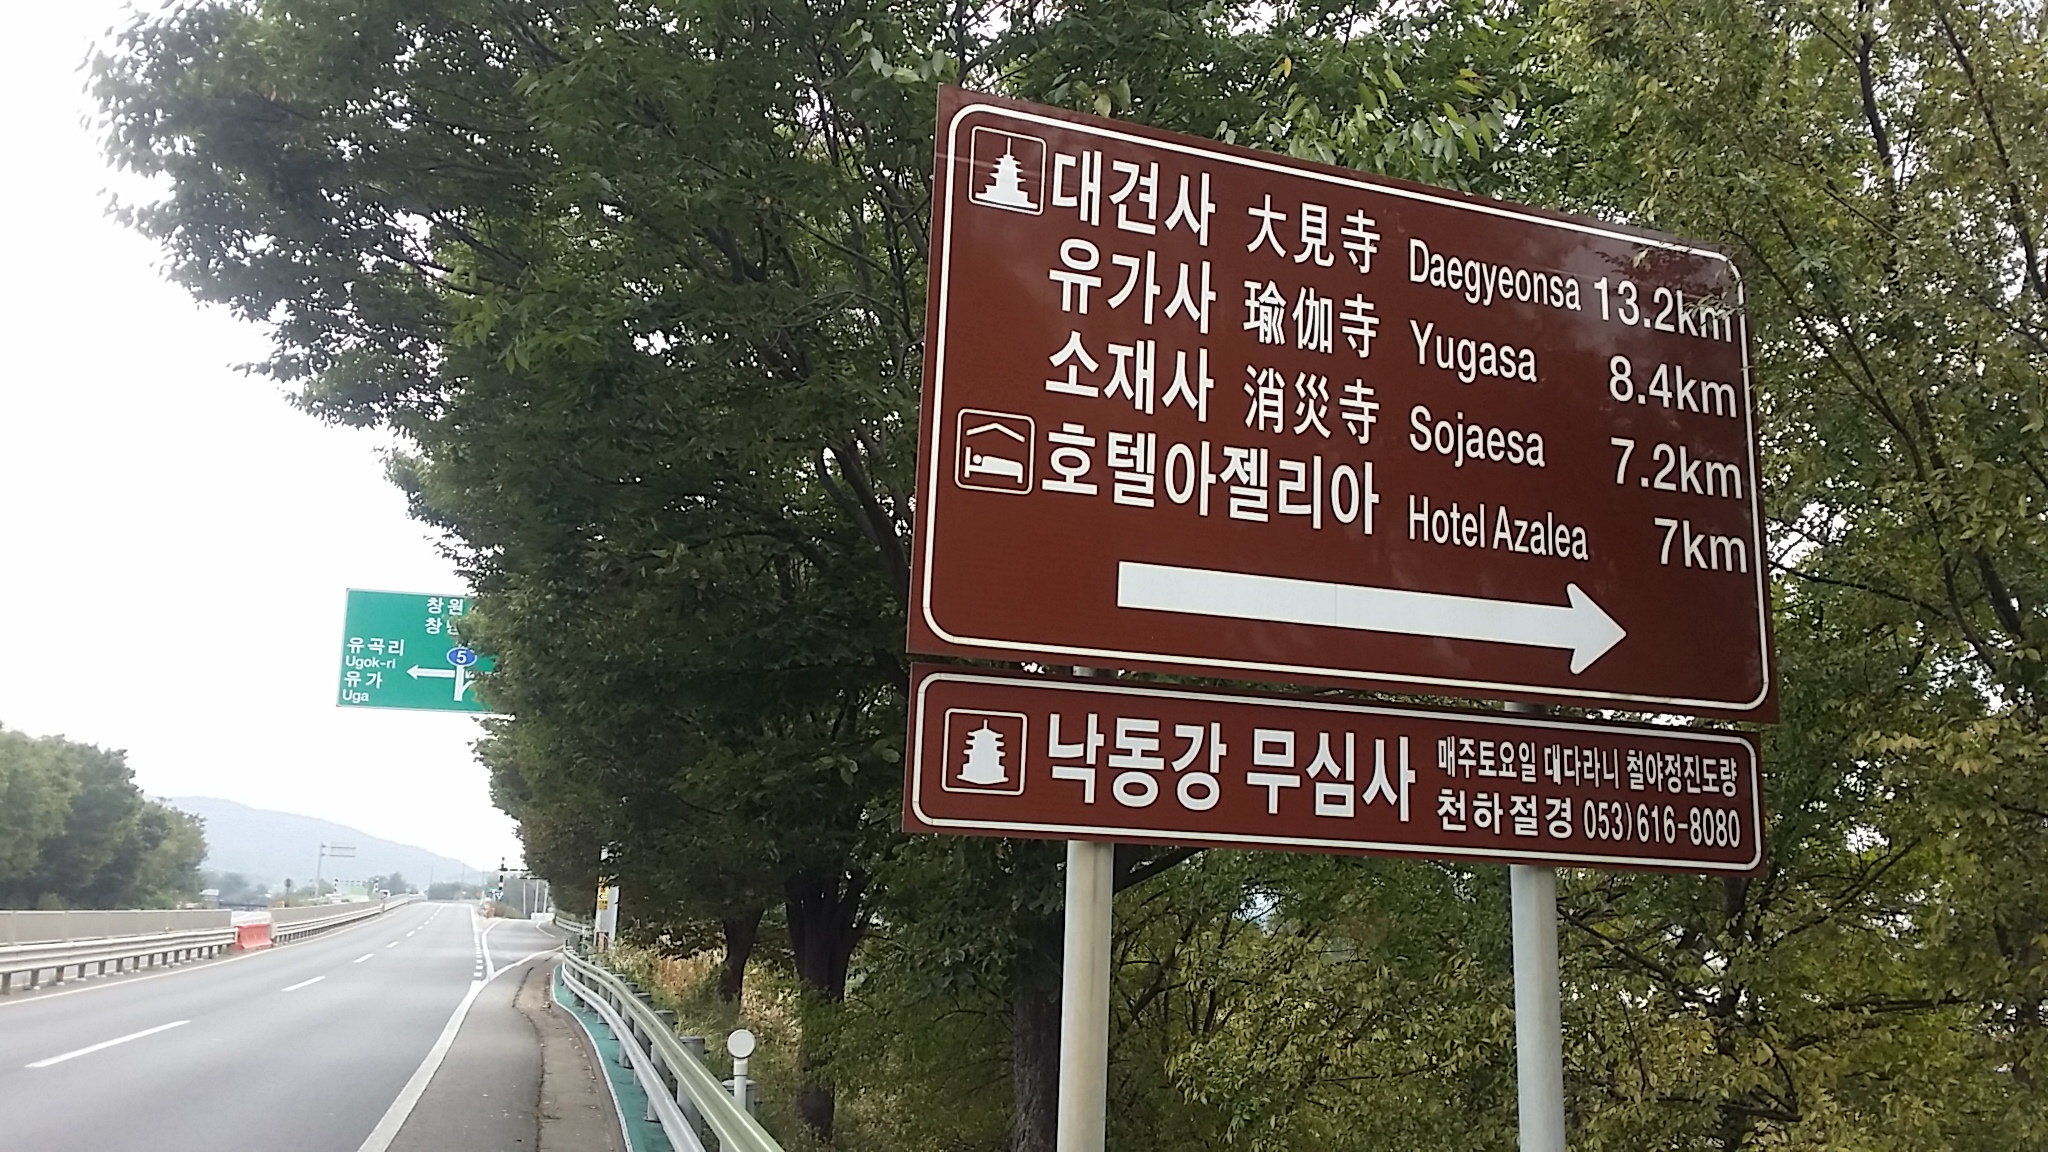 대견사 大見寺 Daegyeonsa 13.2km
유가사 瑜伽寺 Yugasa 8.4km
소재사 消災寺 Sojaesa 7.2km
호텔아젤리아 Hotel Azalea 7km
낙동강 무심사
매주토요일 대다라니 철야정진도량
천하절경 053)616-8080
창원
유곡리
Ugok-ri
5
유가
Uga